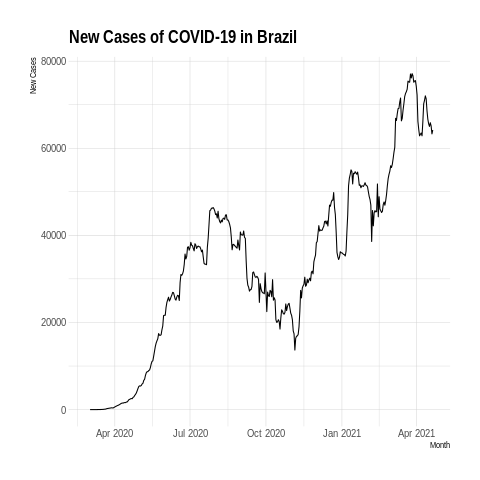 New Cases of COVID-19 in Brazil
New Cases
80000
60000
40000
20000
0
Apr 2020 Jul 2020 Oct 2020 Jan 2021 Apr 2021
Month